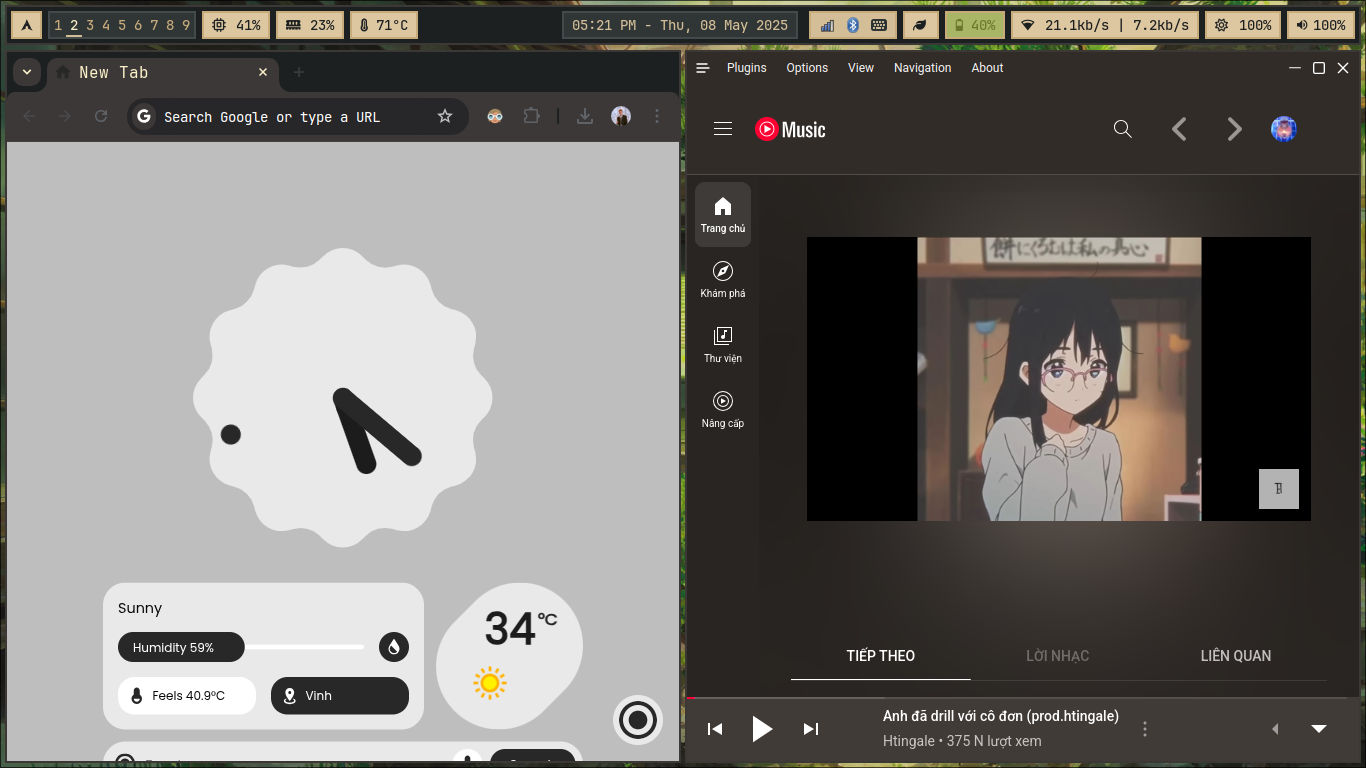 1 2 3 4 5 6 7 8 9 41% 23% 71°C 05:21 PM - Thu, 08 May 2025 40% 21.1kb/s | 7.2kb/s 100% 100%
New Tab
Search Google or type a URL
Sunny
Humidity 59%
Feels 40.9°C
Vinh
34°C
Plugins Options View Navigation About
Music
Trang chủ
Khám phá
Thư viện
Nâng cấp
餅にくるむは私の真心
TIẾP THEO LỜI NHẠC LIÊN QUAN
Anh đã drill với cô đơn (prod.htingale)
Htingale • 375 N lượt xem